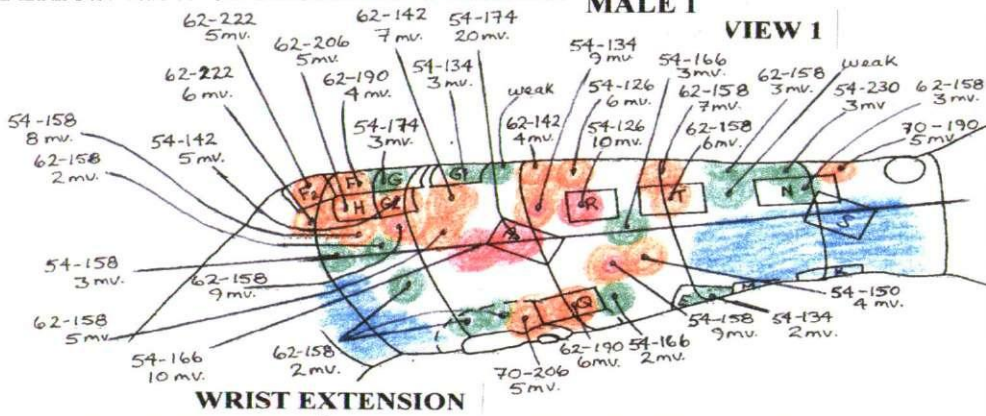 MALE 1
VIEW 1
62-222
5mv.
62-206
5mv.
62-142
7mv.
54-174
20mv.
54-134
9mv.
54-166
3mv.
62-158
3mv.
weak
62-222
6mv.
62-190
4mv.
54-134
3mv.
weak
54-126
6mv.
62-158
7mv.
54-230
3mv
62-158
3mv.
54-158
8mv.
54-142
5mv.
54-174
3mv.
62-142
4mv.
54-126
10mv.
62-158
6mv.
70-190
5mv
62-158
2mv.
F2
F1
G
G1
H
G2
R
T
N
S
54-158
3mv.
62-158
9mv.
Q
E
M
K
54-150
4mv.
62-158
5mv
54-166
10mv.
62-158
2mv.
70-206
5mv
62-190
6mv.
54-166
2mv.
54-158
9mv.
54-134
2mv.
WRIST EXTENSION